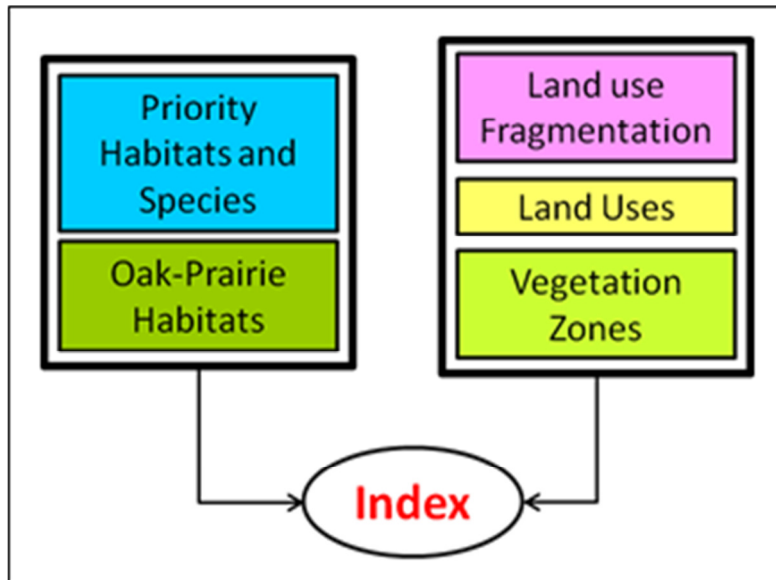 Priority
Habitats and
Species
Oak-Prairie
Habitats
Land use
Fragmentation
Land Uses
Vegetation
Zones
Index